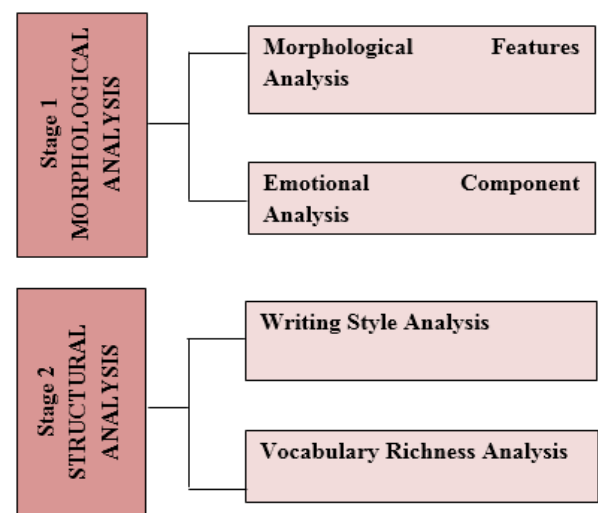 Stage 1
MORPHOLOGICAL
ANALYSIS
Morphological Features
Analysis
Emotional Component
Analysis
Stage 2
STRUCTURAL
ANALYSIS
Writing Style Analysis
Vocabulary Richness Analysis